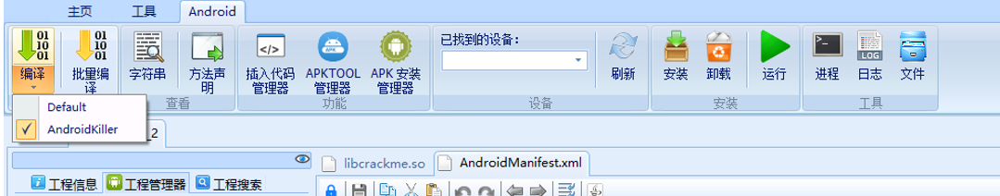 主页 工具 Android
编译 批量编译 字符串 方法声明 插入代码管理器 APKTOOL管理器 APK 安装管理器 已找到的设备: 刷新 安装 卸载 运行 进程 日志 文件
查看 功能 设备 安装 工具
Default
AndroidKiller
_2
libcrackme.so AndroidManifest.xml
工程信息 工程管理器 工程搜索